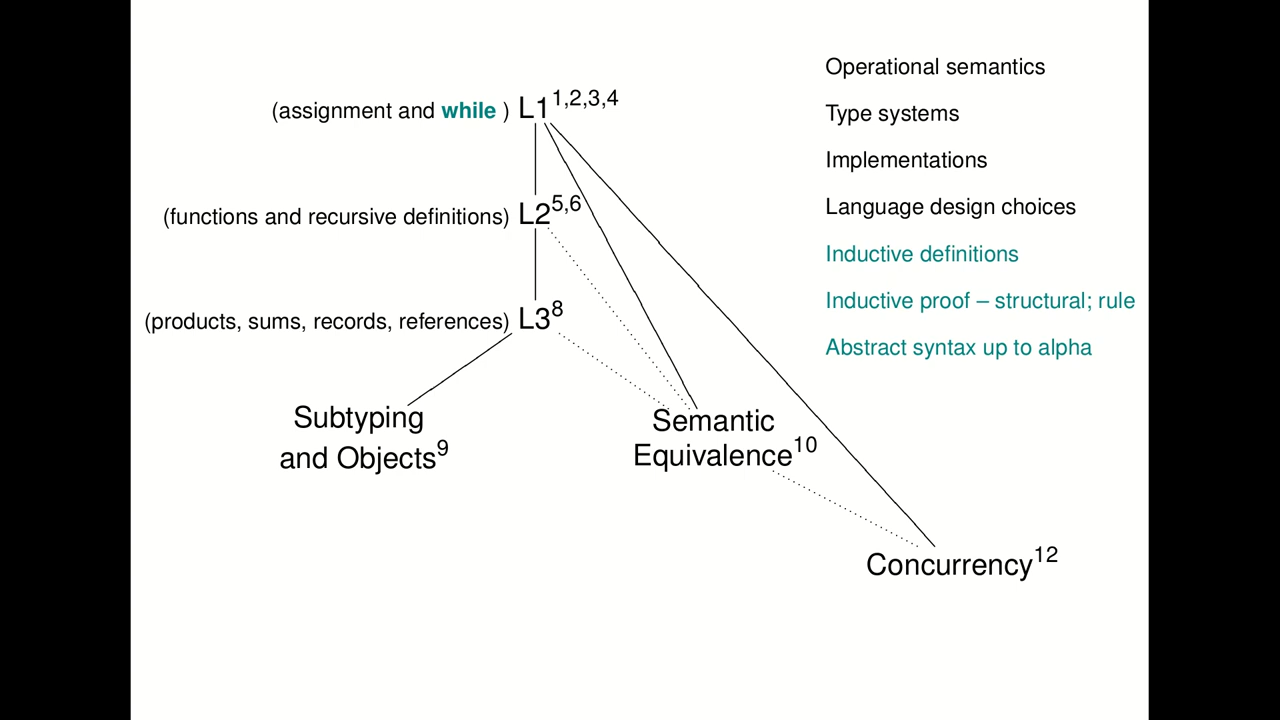 (assignment and while ) L1 1,2,3,4
(functions and recursive definitions) L2 5,6
(products, sums, records, references) L3 8
Subtyping
and Objects 9
Semantic
Equivalence 10
Concurrency 12
Operational semantics
Type systems
Implementations
Language design choices
Inductive definitions
Inductive proof – structural; rule
Abstract syntax up to alpha